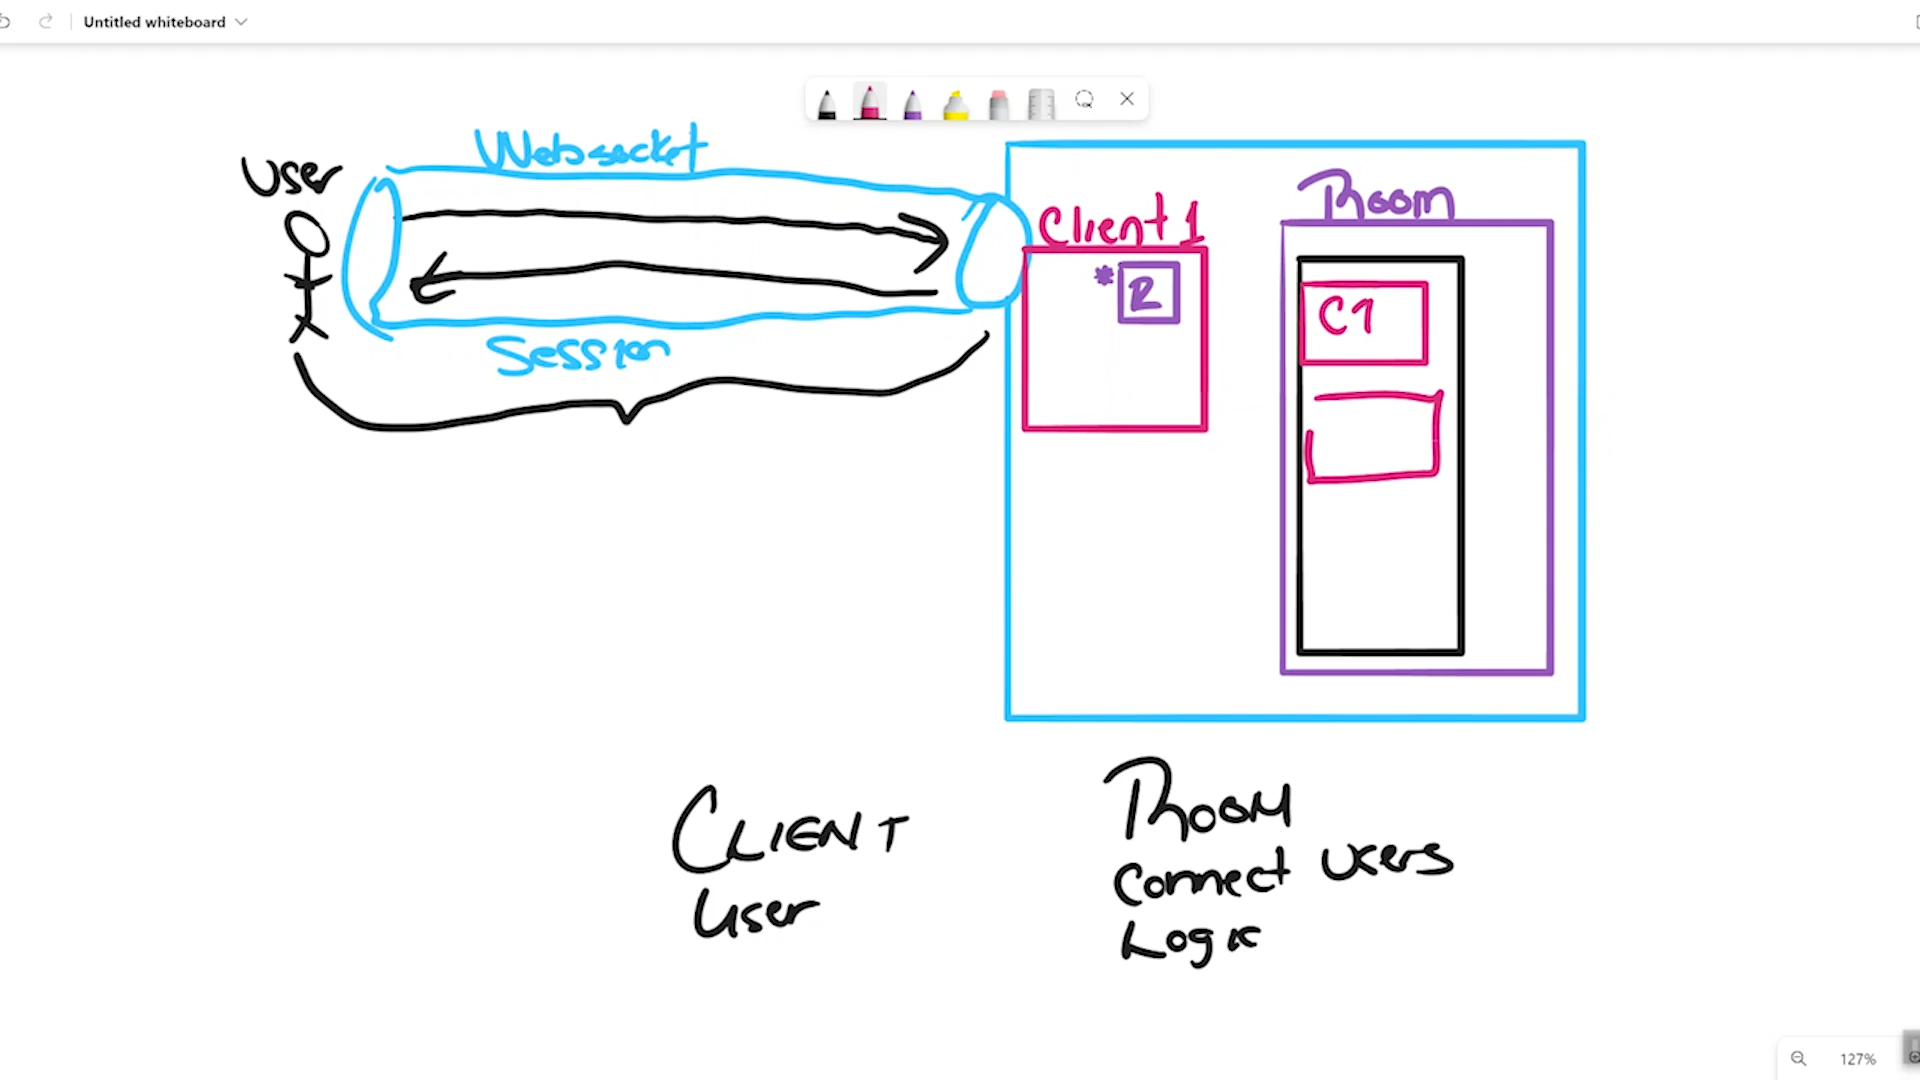 Untitled whiteboard
Websocket
User
Session
Client 1
* R
Room
C1
CLIENT
User
ROOM
Connect Users
Logic
127%